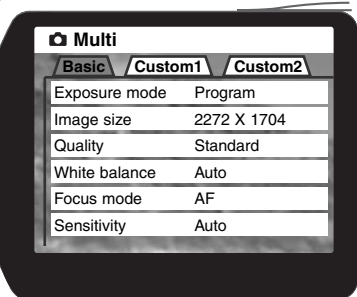 Multi
Basic Custom1 Custom2
Exposure mode Program
Image size 2272 X 1704
Quality Standard
White balance Auto
Focus mode AF
Sensitivity Auto